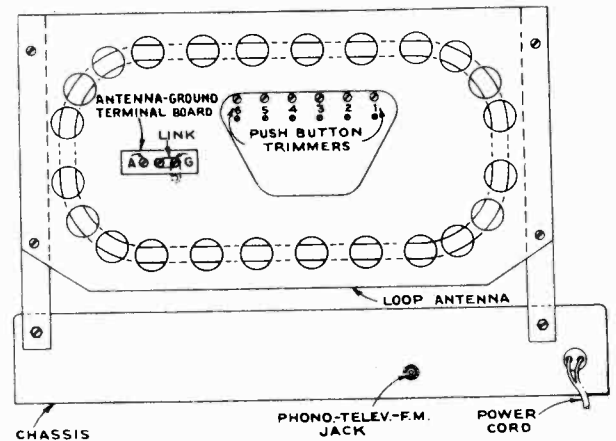 ANTENNA-GROUND
TERMINAL BOARD
LINK
A G
6 5 4 3 2 1
PUSH BUTTON
TRIMMERS
LOOP ANTENNA
CHASSIS
PHONO.-TELEV.-F.M.
JACK
POWER
CORD